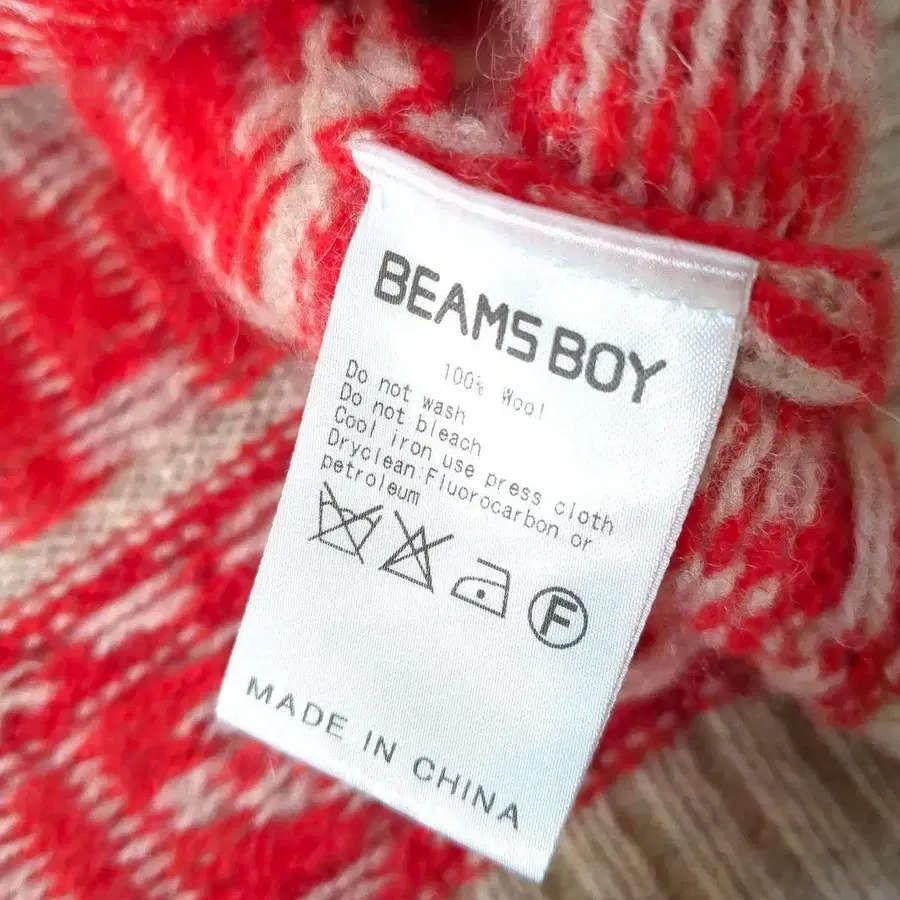 BEAMS BOY
100% Wool
Do not wash
Do not bleach
Cool Iron use press cloth
Dryclean:Fluorocarbon or
petroleum
F
MADE IN CHINA